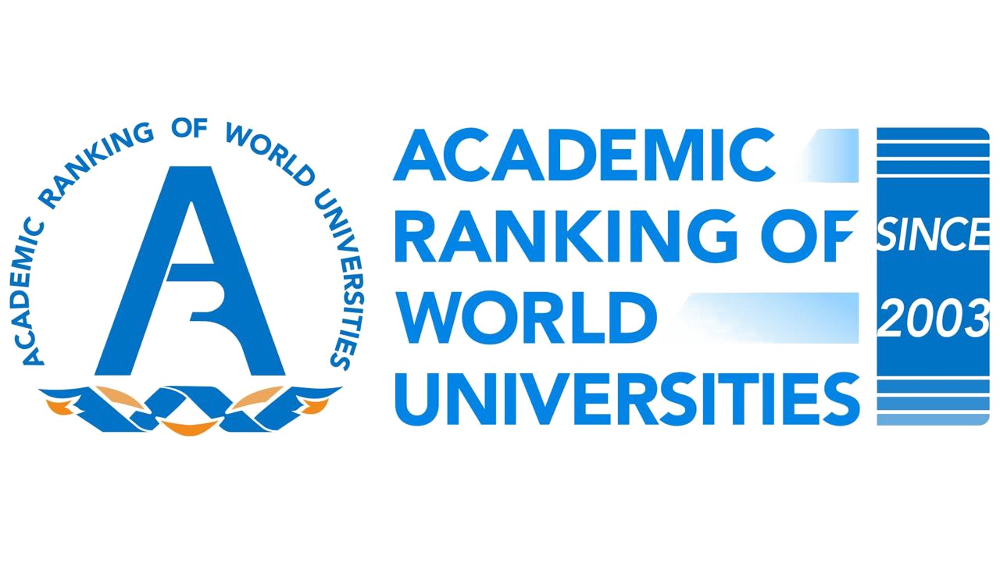 ACADEMIC RANKING OF WORLD UNIVERSITIES
A
ACADEMIC
RANKING OF
WORLD
UNIVERSITIES
SINCE
2003